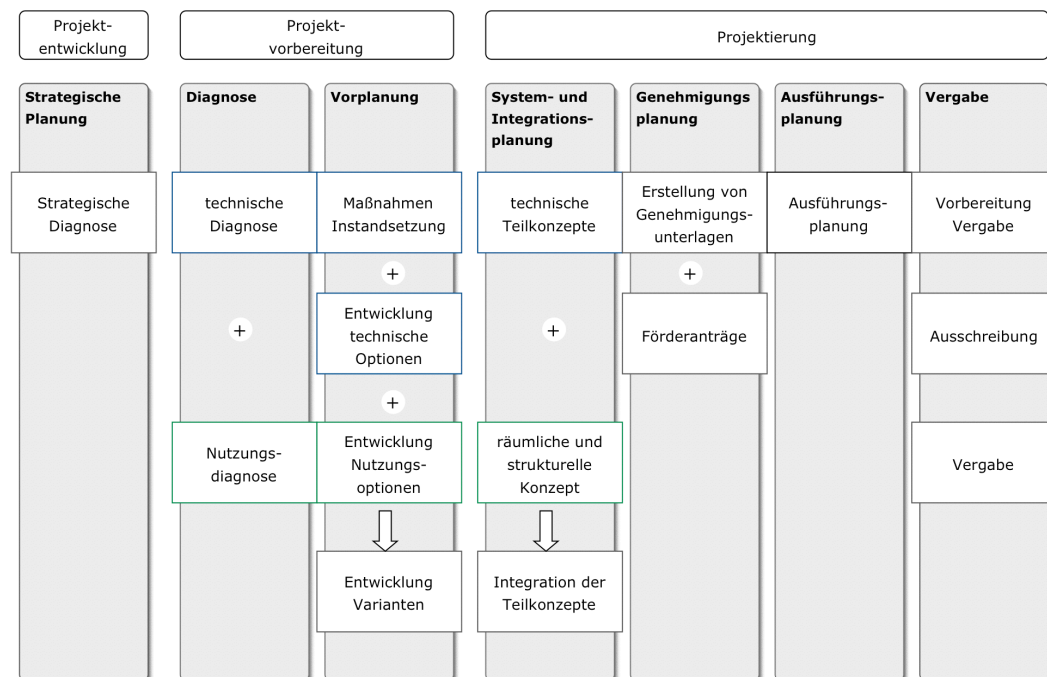 Projekt-
entwicklung
Projekt-
vorbereitung
Projektierung
Strategische
Planung
Diagnose
Vorplanung
System- und
Integrations-
planung
Genehmigungs
planung
Ausführungs-
planung
Vergabe
Strategische
Diagnose
technische
Diagnose
Maßnahmen
Instandsetzung
technische
Teilkonzepte
Erstellung von
Genehmigungs-
unterlagen
Ausführungs-
planung
Vorbereitung
Vergabe
+
+
+
Entwicklung
technische
Optionen
+
Förderanträge
Ausschreibung
+
Nutzungs-
diagnose
Entwicklung
Nutzungs-
optionen
räumliche und
strukturelle
Konzept
Vergabe
Entwicklung
Varianten
Integration der
Teilkonzepte